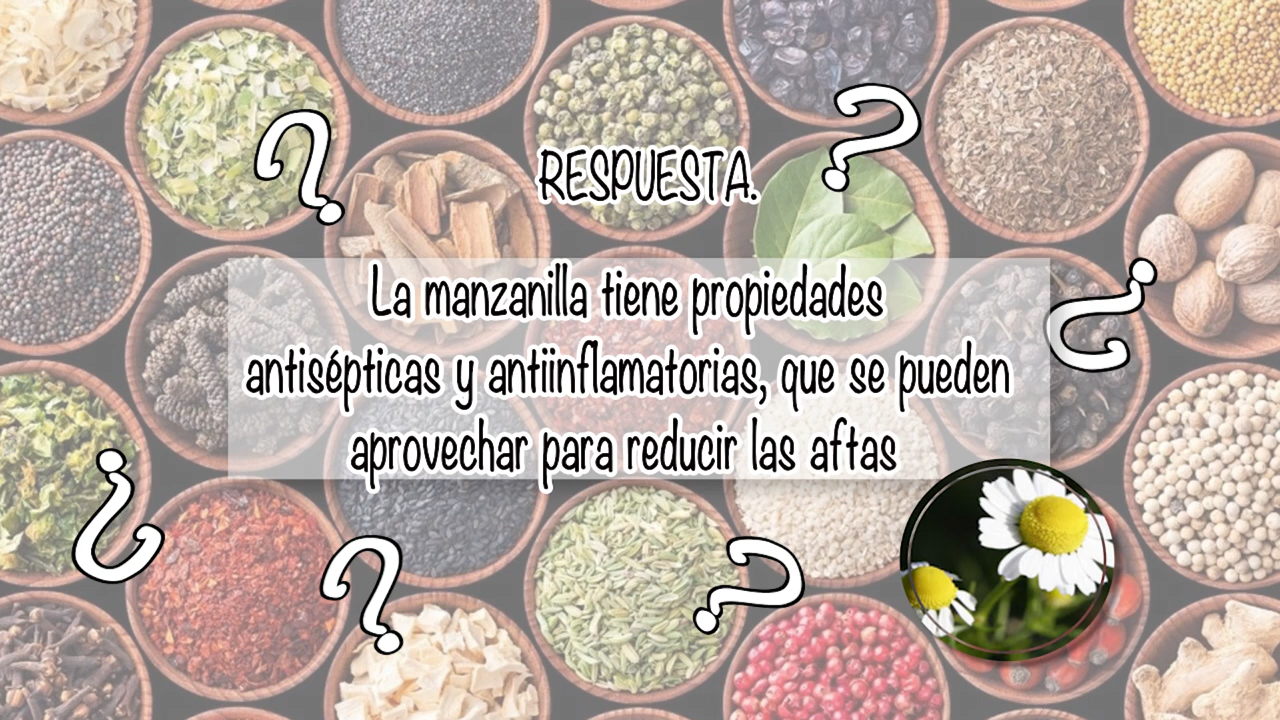 RESPUESTA.
La manzanilla tiene propiedades
antisépticas y antiinflamatorias, que se pueden
aprovechar para reducir las aftas